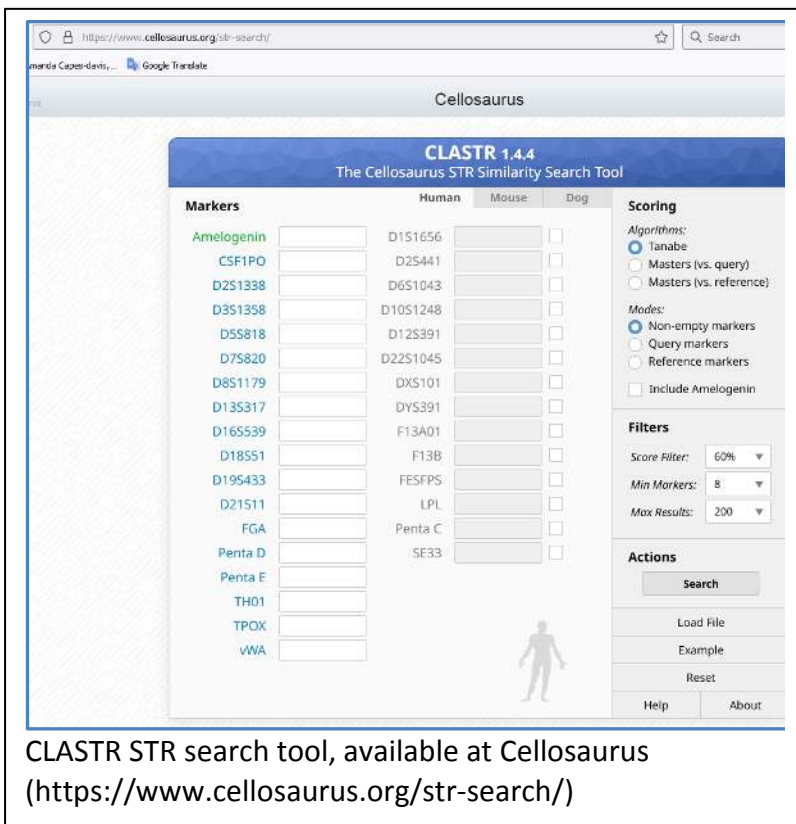 https://www.cellosaurus.org/str-search/
Search
manda Capes-davis,...
Google Translate
Cellosaurus
CLASTR 1.4.4
The Cellosaurus STR Similarity Search Tool
Markers
Human
Mouse
Dog
Amelogenin
CSF1PO
D2S1338
D3S1358
D5S818
D7S820
D8S1179
D13S317
D16S539
D18S51
D19S433
D21S11
FGA
Penta D
Penta E
TH01
TPOX
vWA
D1S1656
D2S441
D6S1043
D10S1248
D12S391
D22S1045
DXS101
DYS391
F13A01
F13B
FESFPS
LPL
Penta C
SE33
Scoring
Algorithms:
Tanabe
Masters (vs. query)
Masters (vs. reference)
Modes:
Non-empty markers
Query markers
Reference markers
Include Amelogenin
Filters
Score Filter: 60%
Min Markers: 8
Max Results: 200
Actions
Search
Load File
Example
Reset
Help
About
CLASTR STR search tool, available at Cellosaurus
(https://www.cellosaurus.org/str-search/)